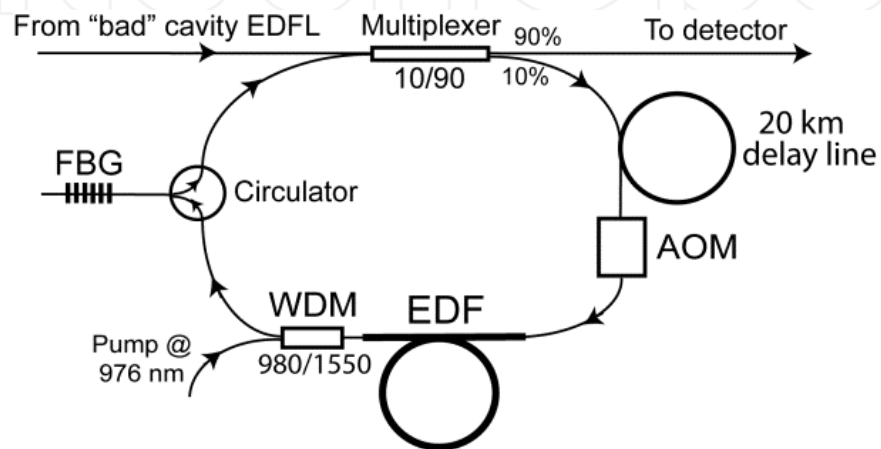 From “bad” cavity EDFL
Multiplexer
90%
To detector
10/90
10%
20 km
delay line
FBG
Circulator
AOM
WDM
EDF
Pump @
976 nm
980/1550